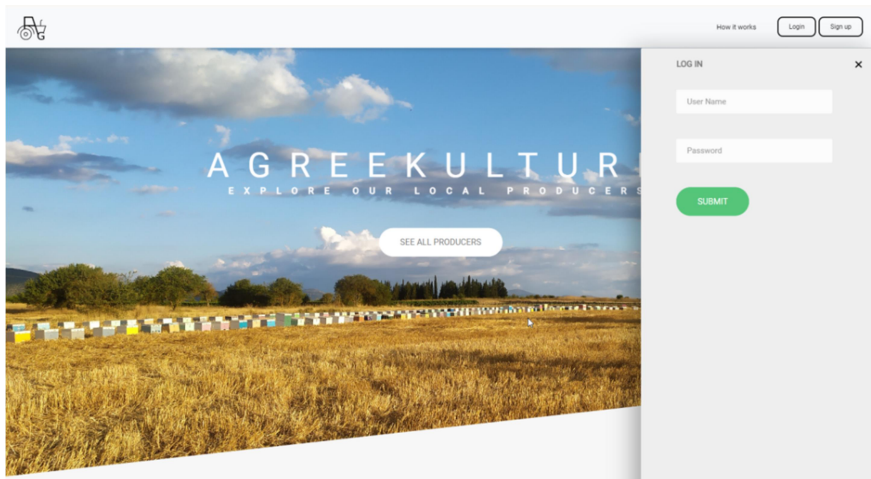 How it works
Login
Sign up
LOG IN
User Name
Password
SUBMIT
AGREEKULTUR
EXPLORE OUR LOCAL PRODUCERS
SEE ALL PRODUCERS